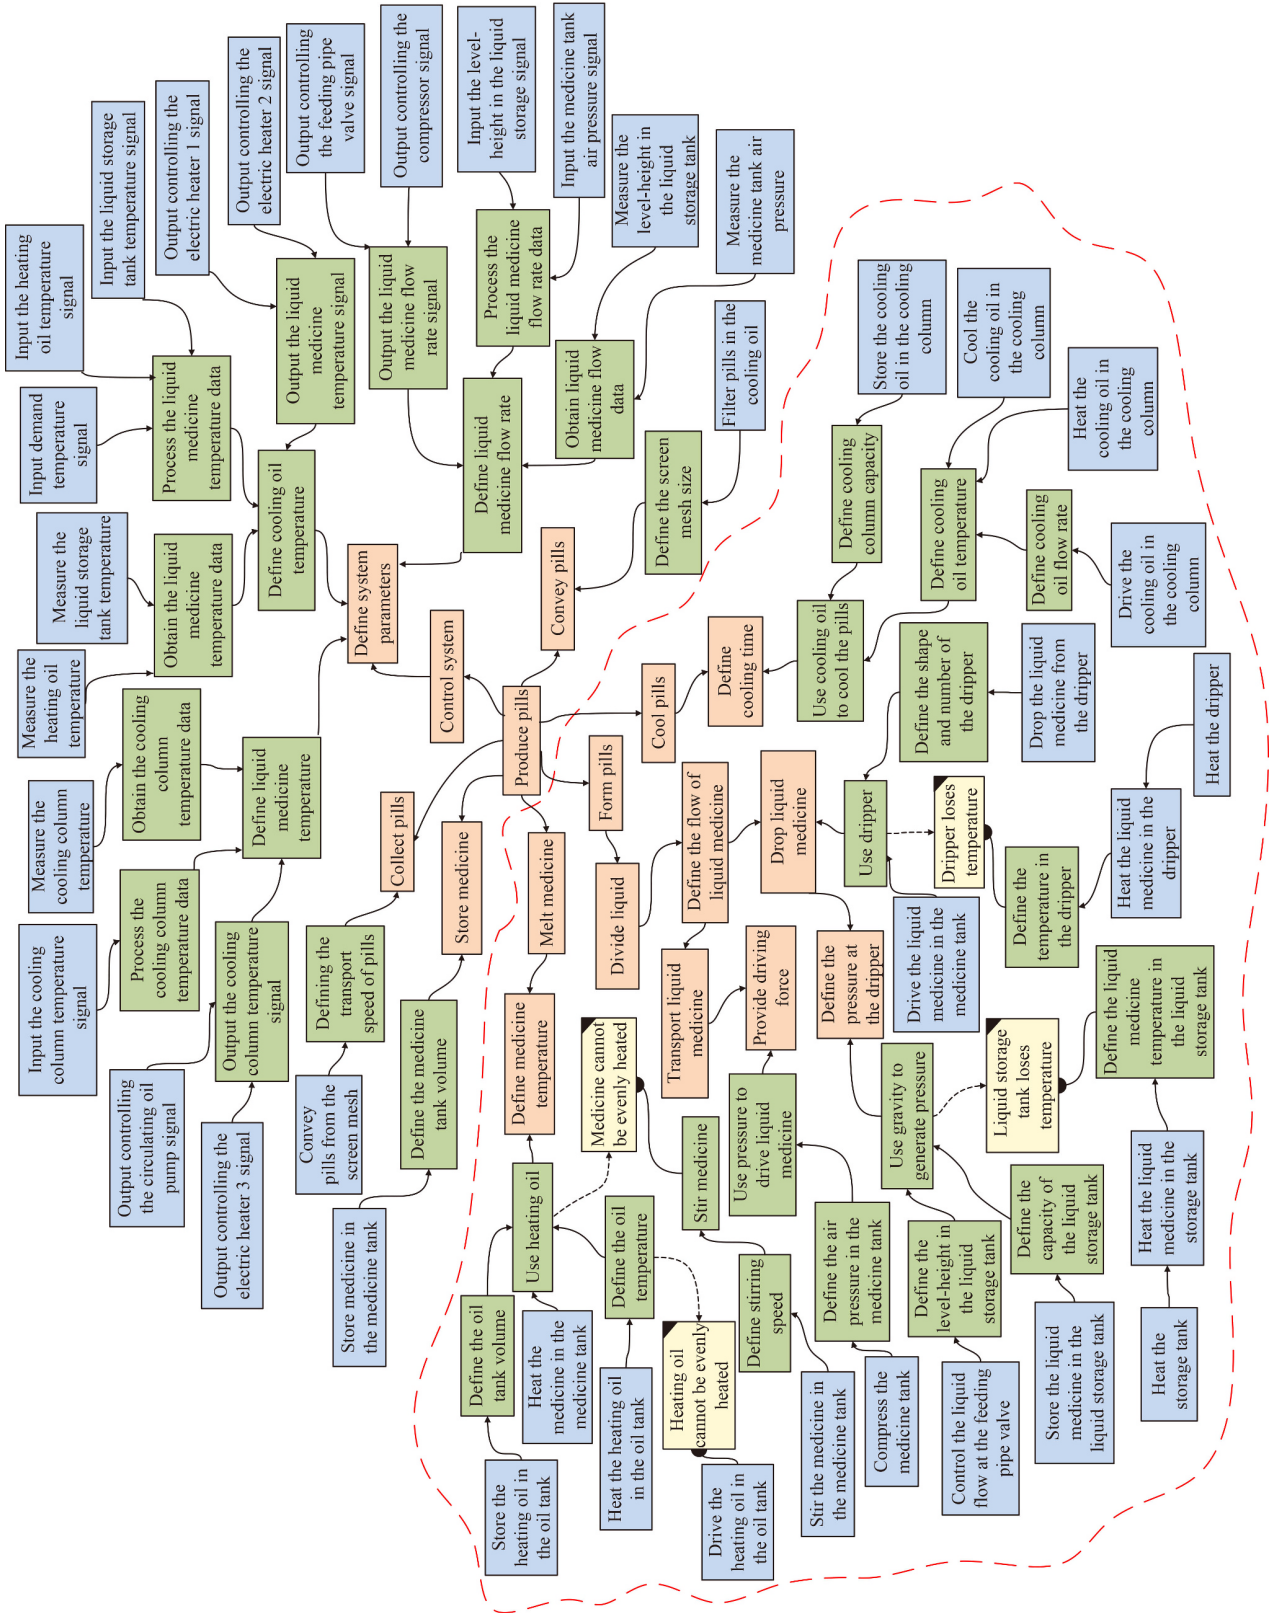 Input the cooling
column temperature
signal
Measure the
cooling column
temperature
Measure the
heating oil
temperature
Measure the
liquid storage
tank temperature
Input demand
temperature
signal
Input the heating
oil temperature
signal
Input the liquid storage
tank temperature signal
Output controlling the
electric heater 1 signal
Output controlling the
electric heater 2 signal
Output controlling
the feeding pipe
valve signal
Output controlling the
compressor signal
Input the level-
height in the liquid
storage signal
Input the medicine tank
air pressure signal
Measure the
level-height in
the liquid
storage tank
Measure the
medicine tank air
pressure
Output controlling
the circulating oil
pump signal
Output controlling the
electric heater 3 signal
Process the
cooling column
temperature data
Output the cooling
column temperature
signal
Obtain the cooling
column
temperature data
Define liquid
medicine
temperature
Obtain the liquid
medicine
temperature data
Process the liquid
medicine
temperature data
Define cooling oil
temperature
Output the liquid
medicine
temperature signal
Output the liquid
medicine flow
rate signal
Process the
liquid medicine
flow rate data
Define liquid
medicine flow rate
Obtain liquid
medicine flow
data
Filter pills in the
cooling oil
Define the screen
mesh size
Convey
pills from the
screen mesh
Defining the
transport
speed of pills
Collect pills
Define system
parameters
Control system
Convey pills
Store medicine in
the medicine tank
Define the medicine
tank volume
Store medicine
Produce pills
Melt medicine
Form pills
Cool pills
Define
cooling time
Define medicine
temperature
Divide liquid
Define the flow of
liquid medicine
Drop liquid
medicine
Transport liquid
medicine
Provide driving
force
Define the
pressure at
the dripper
Store the
heating oil in
the oil tank
Define the oil
tank volume
Use heating oil
Heat the
medicine in the
medicine tank
Heat the heating oil
in the oil tank
Define the oil
temperature
Medicine cannot
be evenly heated
Heating oil
cannot be evenly
heated
Drive the
heating oil in
the oil tank
Stir medicine
Define stirring
speed
Stir the medicine in
the medicine tank
Use pressure to
drive liquid
medicine
Define the air
pressure in the
medicine tank
Compress the
medicine tank
Use gravity to
generate pressure
Define the
level-height in
the liquid
storage tank
Control the liquid
flow at the feeding
pipe valve
Define the
capacity of
the liquid
storage tank
Store the liquid
medicine in the
liquid storage tank
Liquid storage
tank loses
temperature
Define the liquid
medicine
temperature in
the liquid
storage tank
Heat the liquid
medicine in the
storage tank
Heat the
storage tank
Use dripper
Drive the liquid
medicine in the
medicine tank
Dripper loses
temperature
Define the
temperature in
the dripper
Heat the liquid
medicine in the
dripper
Heat the dripper
Define the shape
and number of
the dripper
Drop the liquid
medicine from
the dripper
Use cooling oil
to cool the pills
Define cooling
column capacity
Store the cooling
oil in the cooling
column
Define cooling
oil temperature
Cool the
cooling oil in
the cooling
column
Heat the
cooling oil in
the cooling
column
Define cooling
oil flow rate
Drive the
cooling oil in
the cooling
column